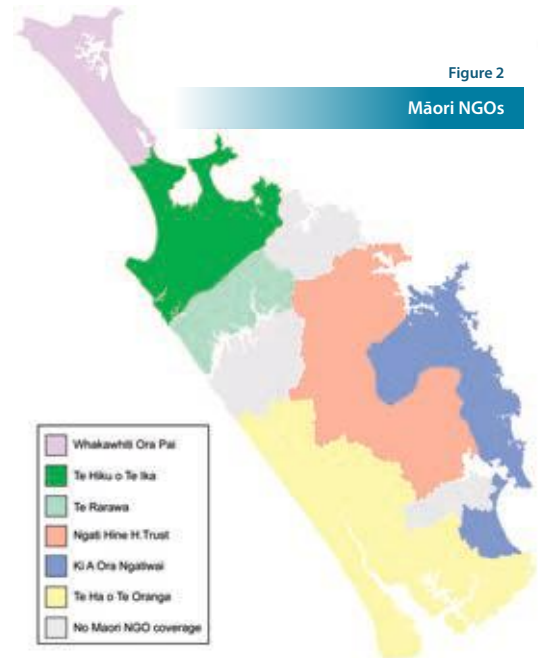 Figure 2
Māori NGOs
Whakawhiti Ora Pai
Te Hiku o Te Ika
Te Rarawa
Ngati Hine H.Trust
Ki A Ora Ngatiwai
Te Ha o Te Oranga
No Maori NGO coverage